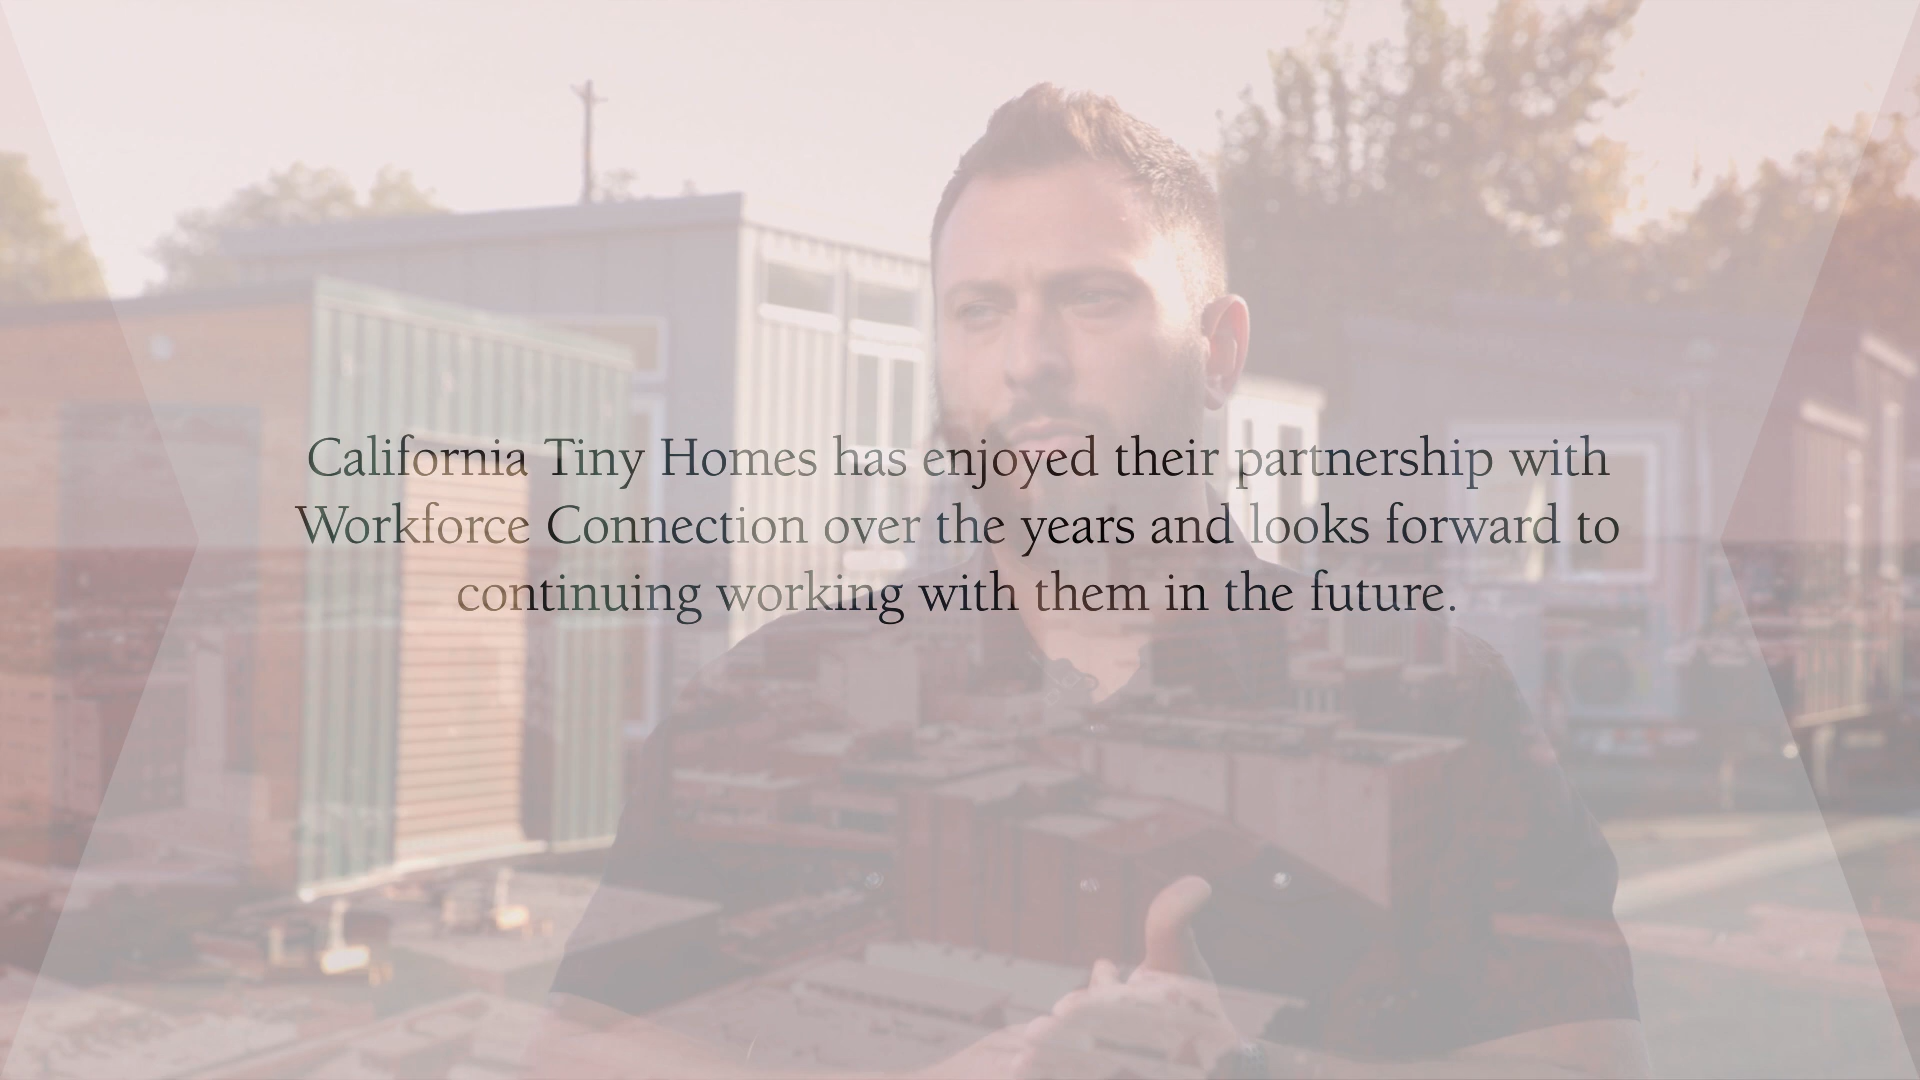 California Tiny Homes has enjoyed their partnership with
Workforce Connection over the years and looks forward to
continuing working with them in the future.